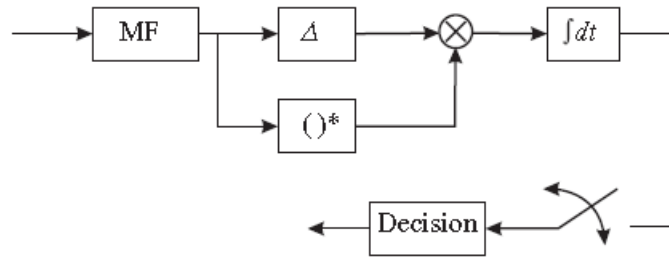 MF
Δ
∫dt
( )*
Decision